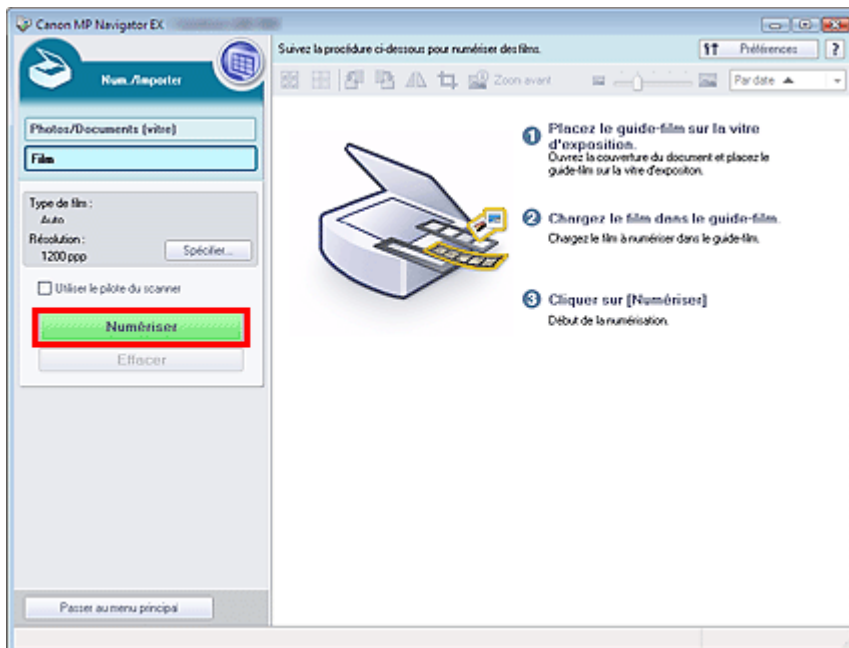 Canon MP Navigator EX
Num./Importer
Photos/Documents (vitre)
Film
Type de film :
Auto
Résolution :
1200 ppp
Spécifier...
Utiliser le pilote du scanner
Numériser
Effacer
Passer au menu principal
Suivez la procédure ci-dessous pour numériser des films.
Préférences
?
Zoom avant
Par date
1 Placez le guide-film sur la vitre
d'exposition.
Ouvrez la couverture du document et placez le
guide-film sur la vitre d'expositon.
2 Chargez le film dans le guide-film.
Chargez le film à numériser dans le guide-film.
3 Cliquer sur [Numériser]
Début de la numérisation.